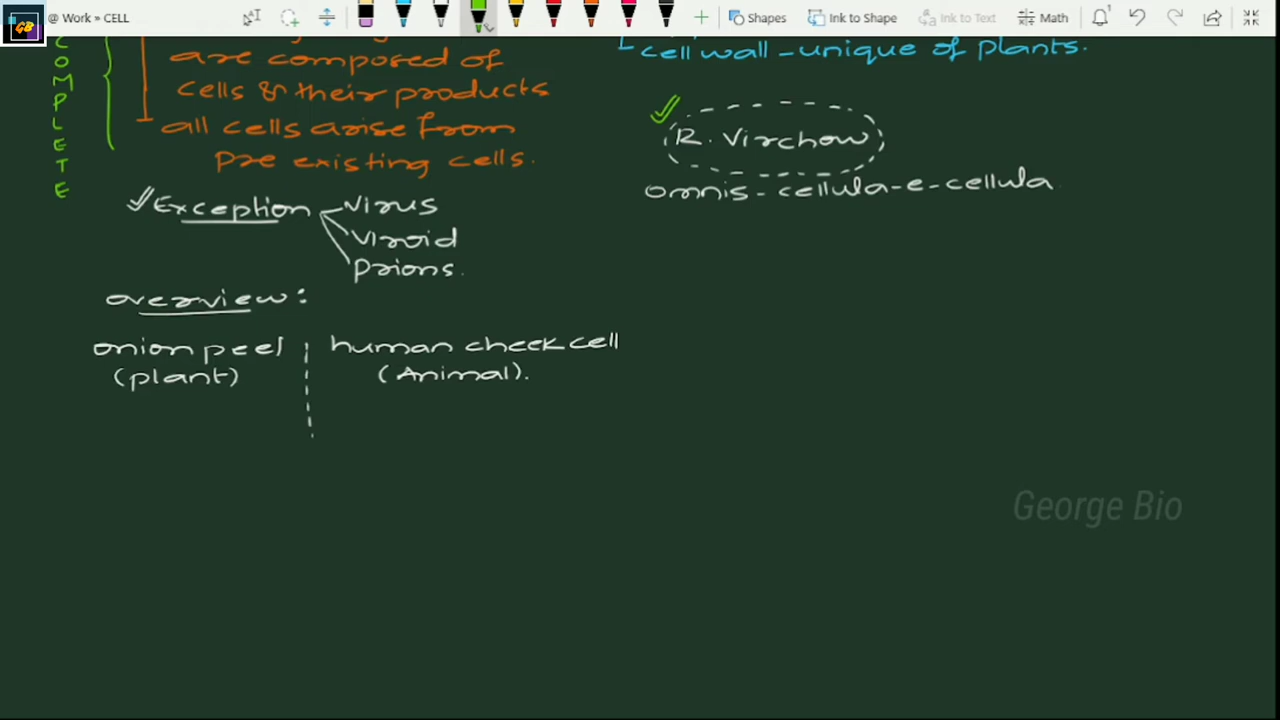 GB
@ Work » CELL
Shapes
Ink to Shape
Ink to Text
Math
COMPLETE
are composed of
cells & their products
all cells arise from
pre existing cells.
cell wall - unique of plants.
R. Virchow
omnis - cellula - e - cellula
Exception
Virus
Viroid
Prions.
overview :
onion peel
(plant)
human cheek cell
(Animal).
George Bio